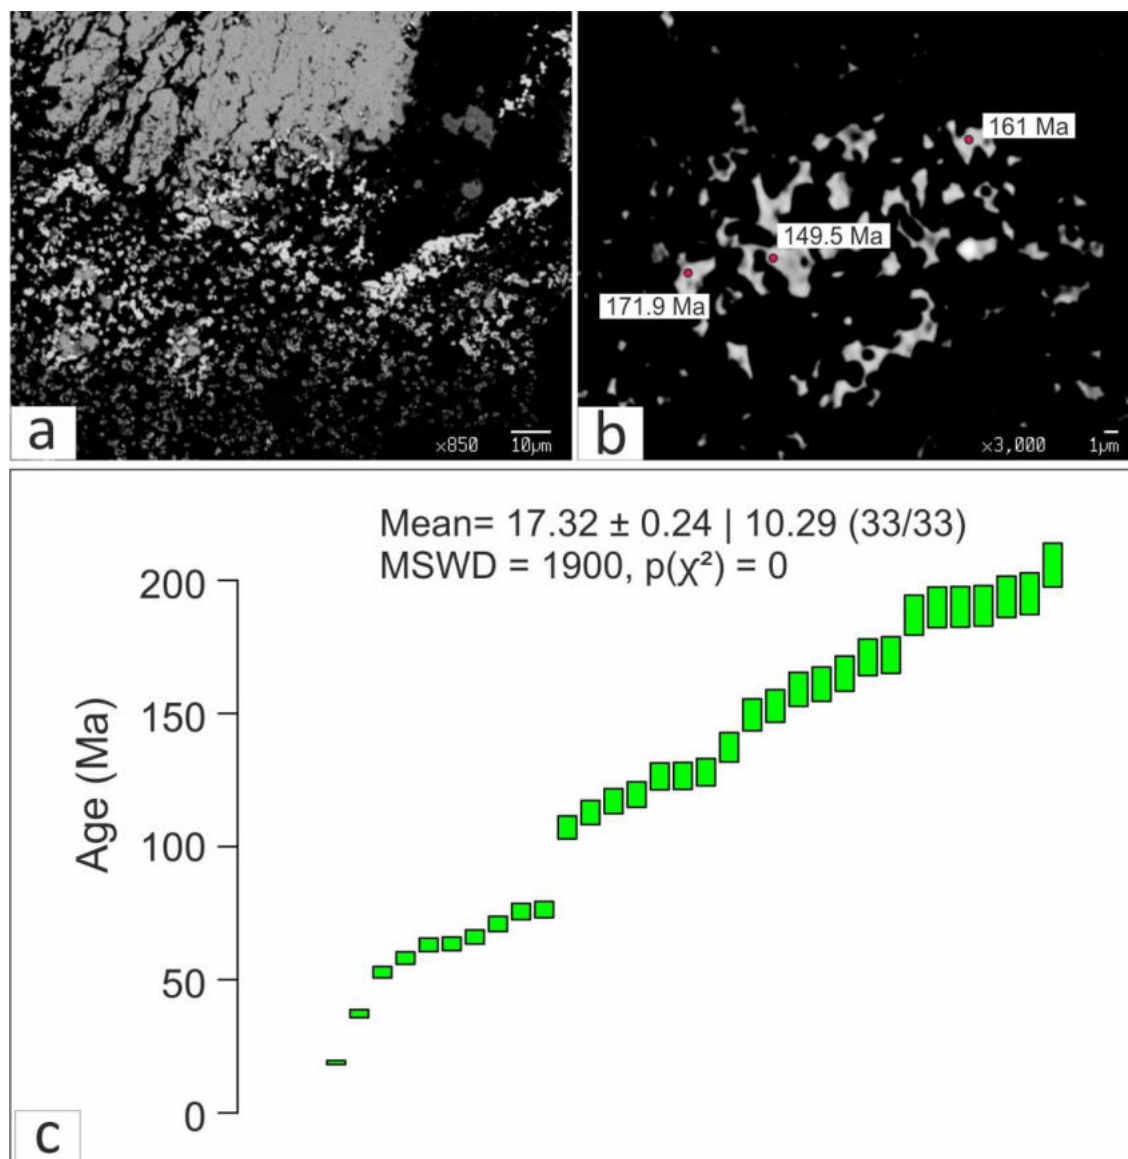 161 Ma
149.5 Ma
171.9 Ma
a
×850 10µm
b
×3,000 1µm
Mean= 17.32 ± 0.24 | 10.29 (33/33)
MSWD = 1900, p(χ²) = 0
200
150
100
50
0
Age (Ma)
c